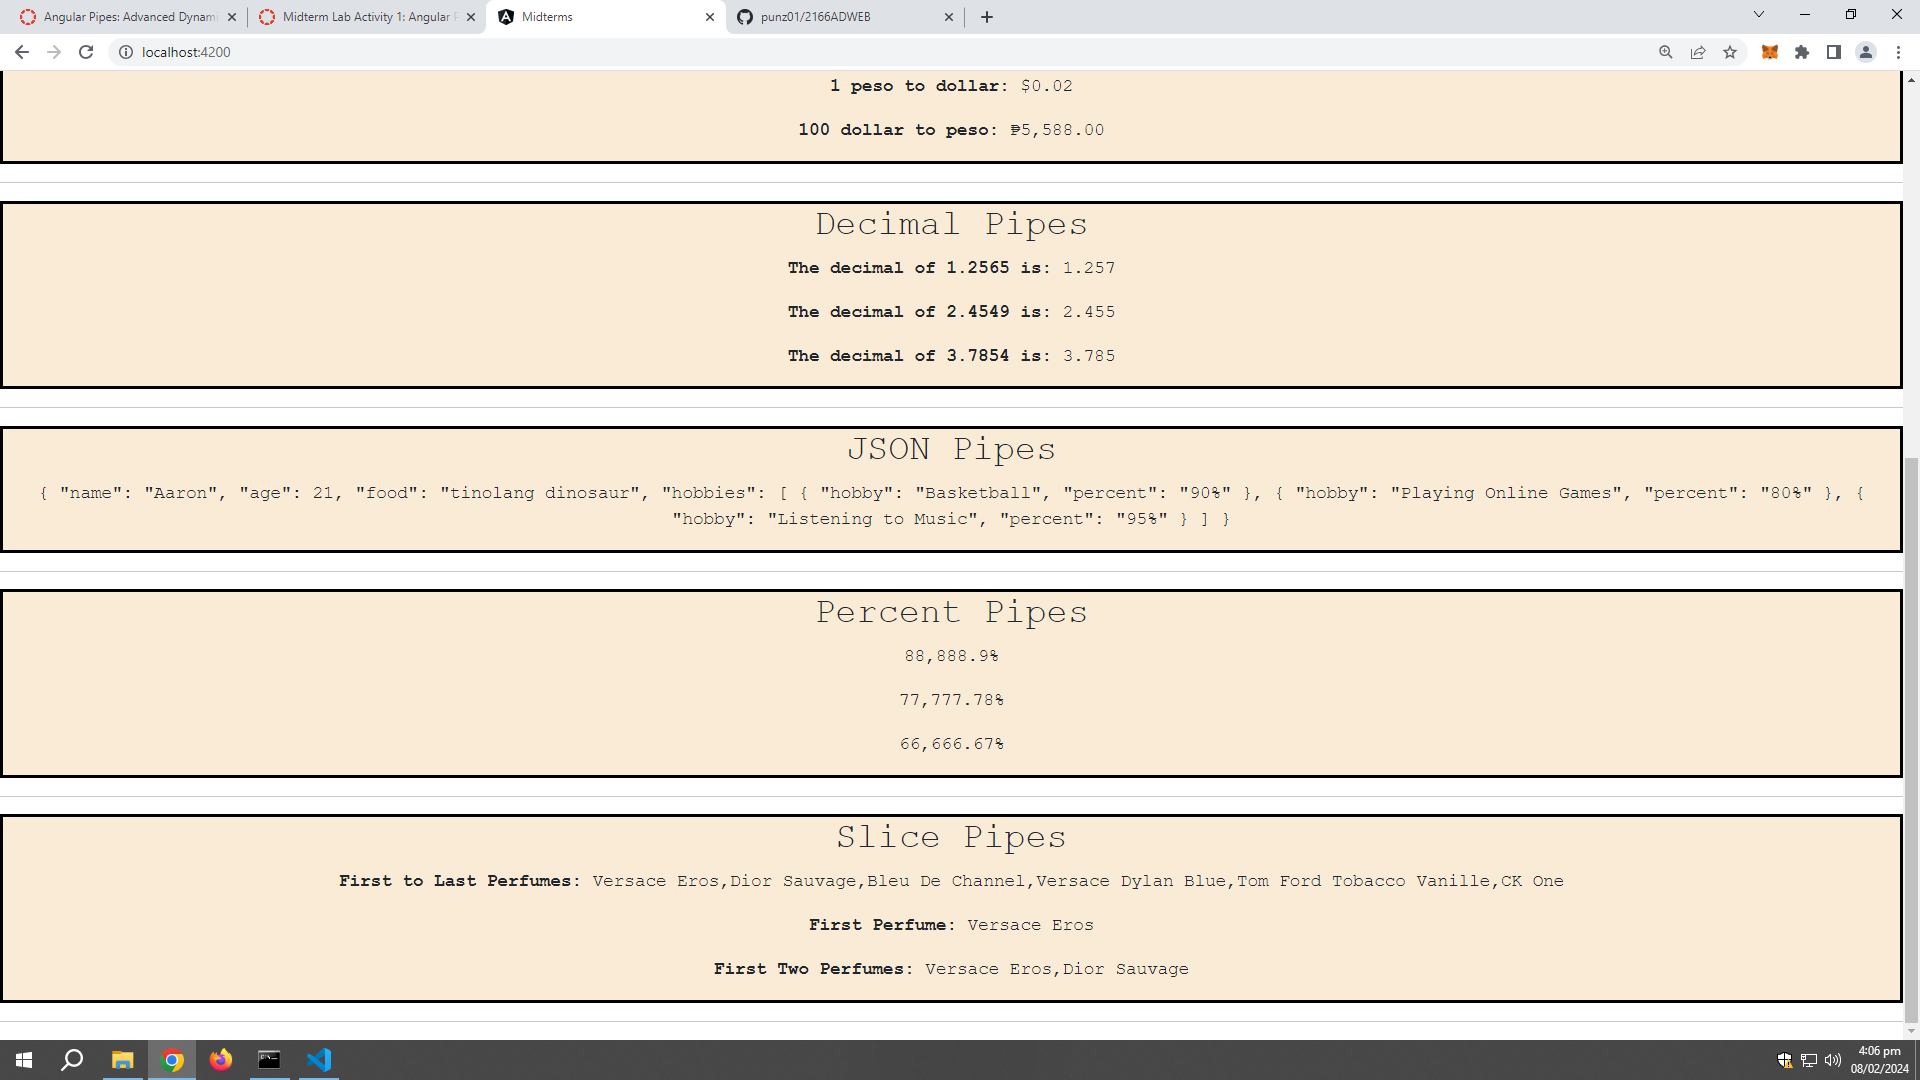 Angular Pipes: Advanced Dynami
Midterm Lab Activity 1: Angular P
Midterms
punz01/2166ADWEB
localhost:4200
1 peso to dollar: $0.02
100 dollar to peso: ₱5,588.00
Decimal Pipes
The decimal of 1.2565 is: 1.257
The decimal of 2.4549 is: 2.455
The decimal of 3.7854 is: 3.785
JSON Pipes
{ "name": "Aaron", "age": 21, "food": "tinolang dinosaur", "hobbies": [ { "hobby": "Basketball", "percent": "90%" }, { "hobby": "Playing Online Games", "percent": "80%" }, {
"hobby": "Listening to Music", "percent": "95%" } ] }
Percent Pipes
88,888.9%
77,777.78%
66,666.67%
Slice Pipes
First to Last Perfumes: Versace Eros,Dior Sauvage,Bleu De Channel,Versace Dylan Blue,Tom Ford Tobacco Vanille,CK One
First Perfume: Versace Eros
First Two Perfumes: Versace Eros,Dior Sauvage
4:06 pm
08/02/2024